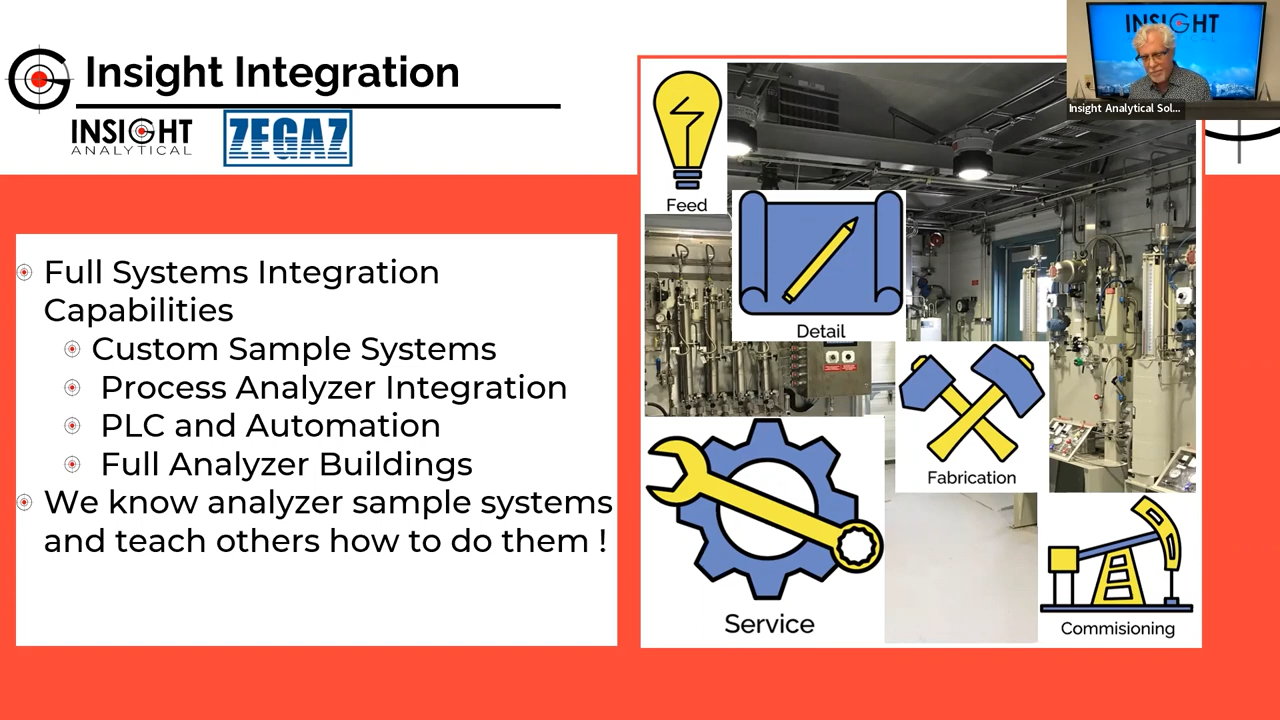 Insight Integration
INSIGHT
ANALYTICAL
ZEGAZ
Full Systems Integration
Capabilities
Custom Sample Systems
Process Analyzer Integration
PLC and Automation
Full Analyzer Buildings
We know analyzer sample systems
and teach others how to do them !
Feed
Detail
Fabrication
Service
Commisioning
INSIGHT
Insight Analytical Sol...